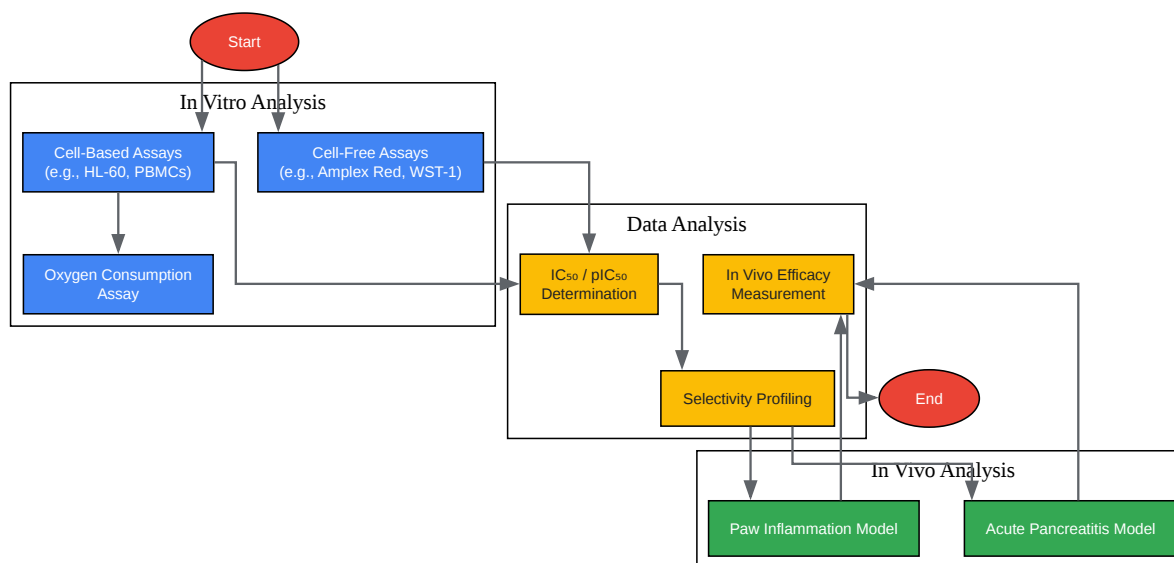 Start
In Vitro Analysis
Cell-Based Assays
(e.g., HL-60, PBMCs)
Cell-Free Assays
(e.g., Amplex Red, WST-1)
Oxygen Consumption
Assay
Data Analysis
IC₅₀ / pIC₅₀
Determination
In Vivo Efficacy
Measurement
Selectivity Profiling
End
In Vivo Analysis
Paw Inflammation Model
Acute Pancreatitis Model